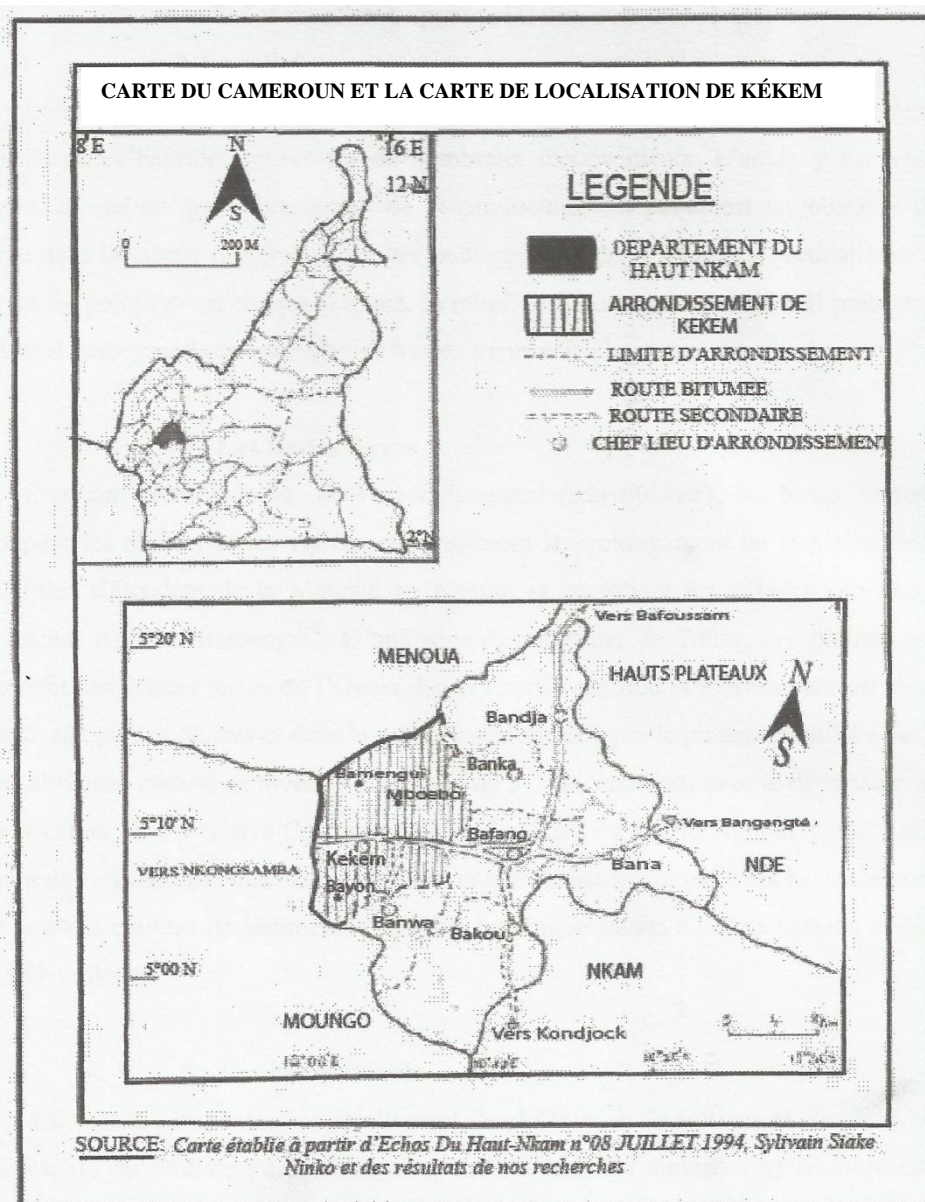 CARTE DU CAMEROUN ET LA CARTE DE LOCALISATION DE KÉKEM
8°E
N
16 E
12 N
S
0
200 M
2°N
LEGENDE
DEPARTEMENT DU
HAUT NKAM
ARRONDISSEMENT DE
KEKEM
LIMITE D'ARRONDISSEMENT
ROUTE BITUMEE
ROUTE SECONDAIRE
CHEF LIEU D'ARRONDISSEMENT
Vers Bafoussam
5°20' N
MENOUA
HAUTS PLATEAUX
N
S
Bandja
Banka
Bamengui
Mboebo
5°10' N
Bafang
Vers Bangangté
Kekem
Bana
NDE
VERS NKONGSAMBA
Bayon
Banwa
Bakou
5°00 N
NKAM
MOUNGO
Vers Kondjock
SOURCE: Carte établie à partir d'Echos Du Haut-Nkam n°08 JUILLET 1994, Sylivain Siake
Ninko et des résultats de nos recherches